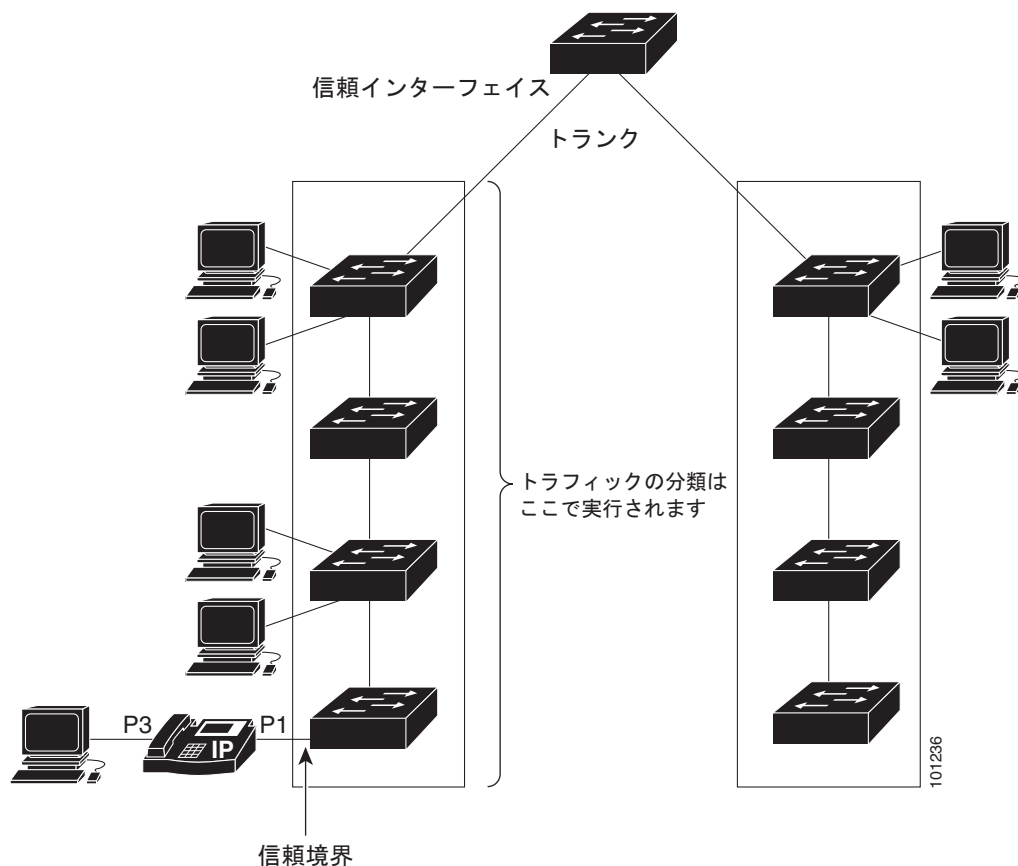 信頼インターフェイス
トランク
トラフィックの分類は
ここで実行されます
P3
IP
P1
101236
信頼境界